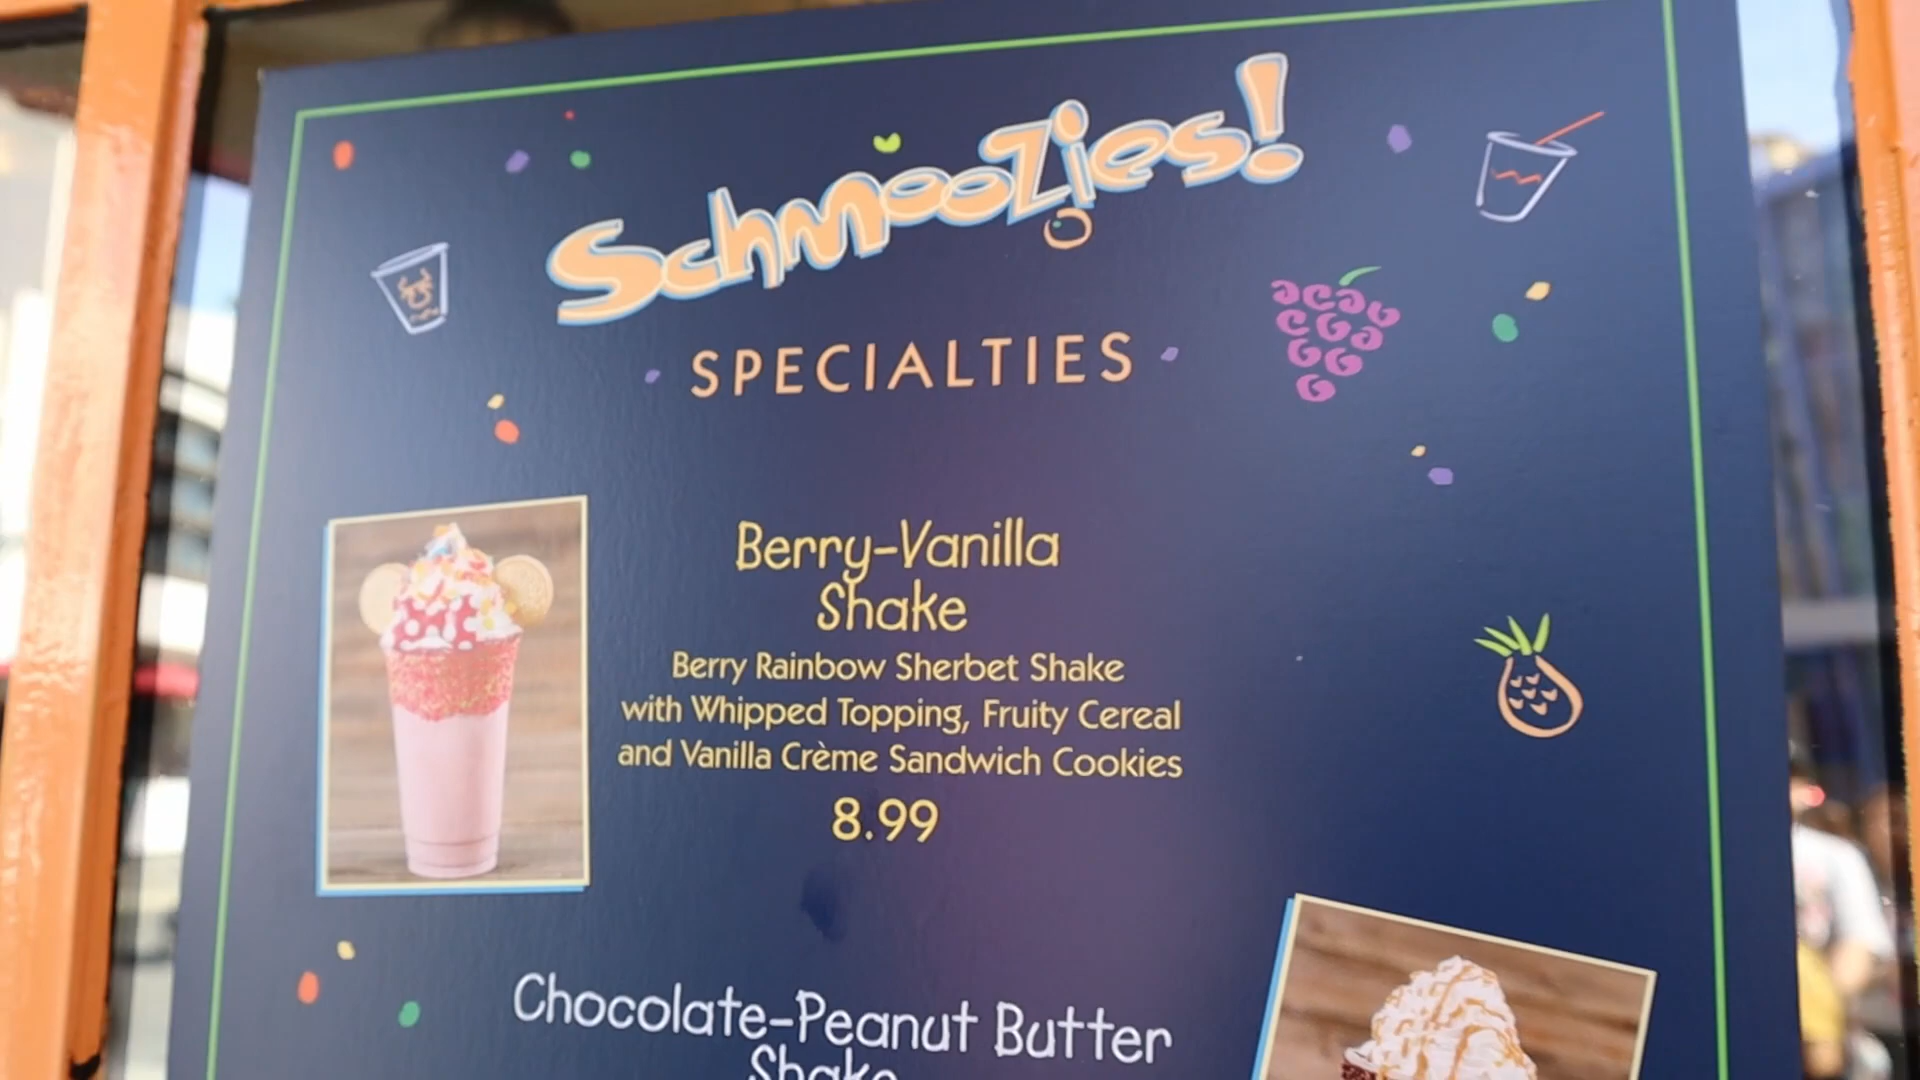 Schmoozies!
SPECIALTIES
Berry-Vanilla
Shake
Berry Rainbow Sherbet Shake
with Whipped Topping, Fruity Cereal
and Vanilla Crème Sandwich Cookies
8.99
Chocolate-Peanut Butter
Shake